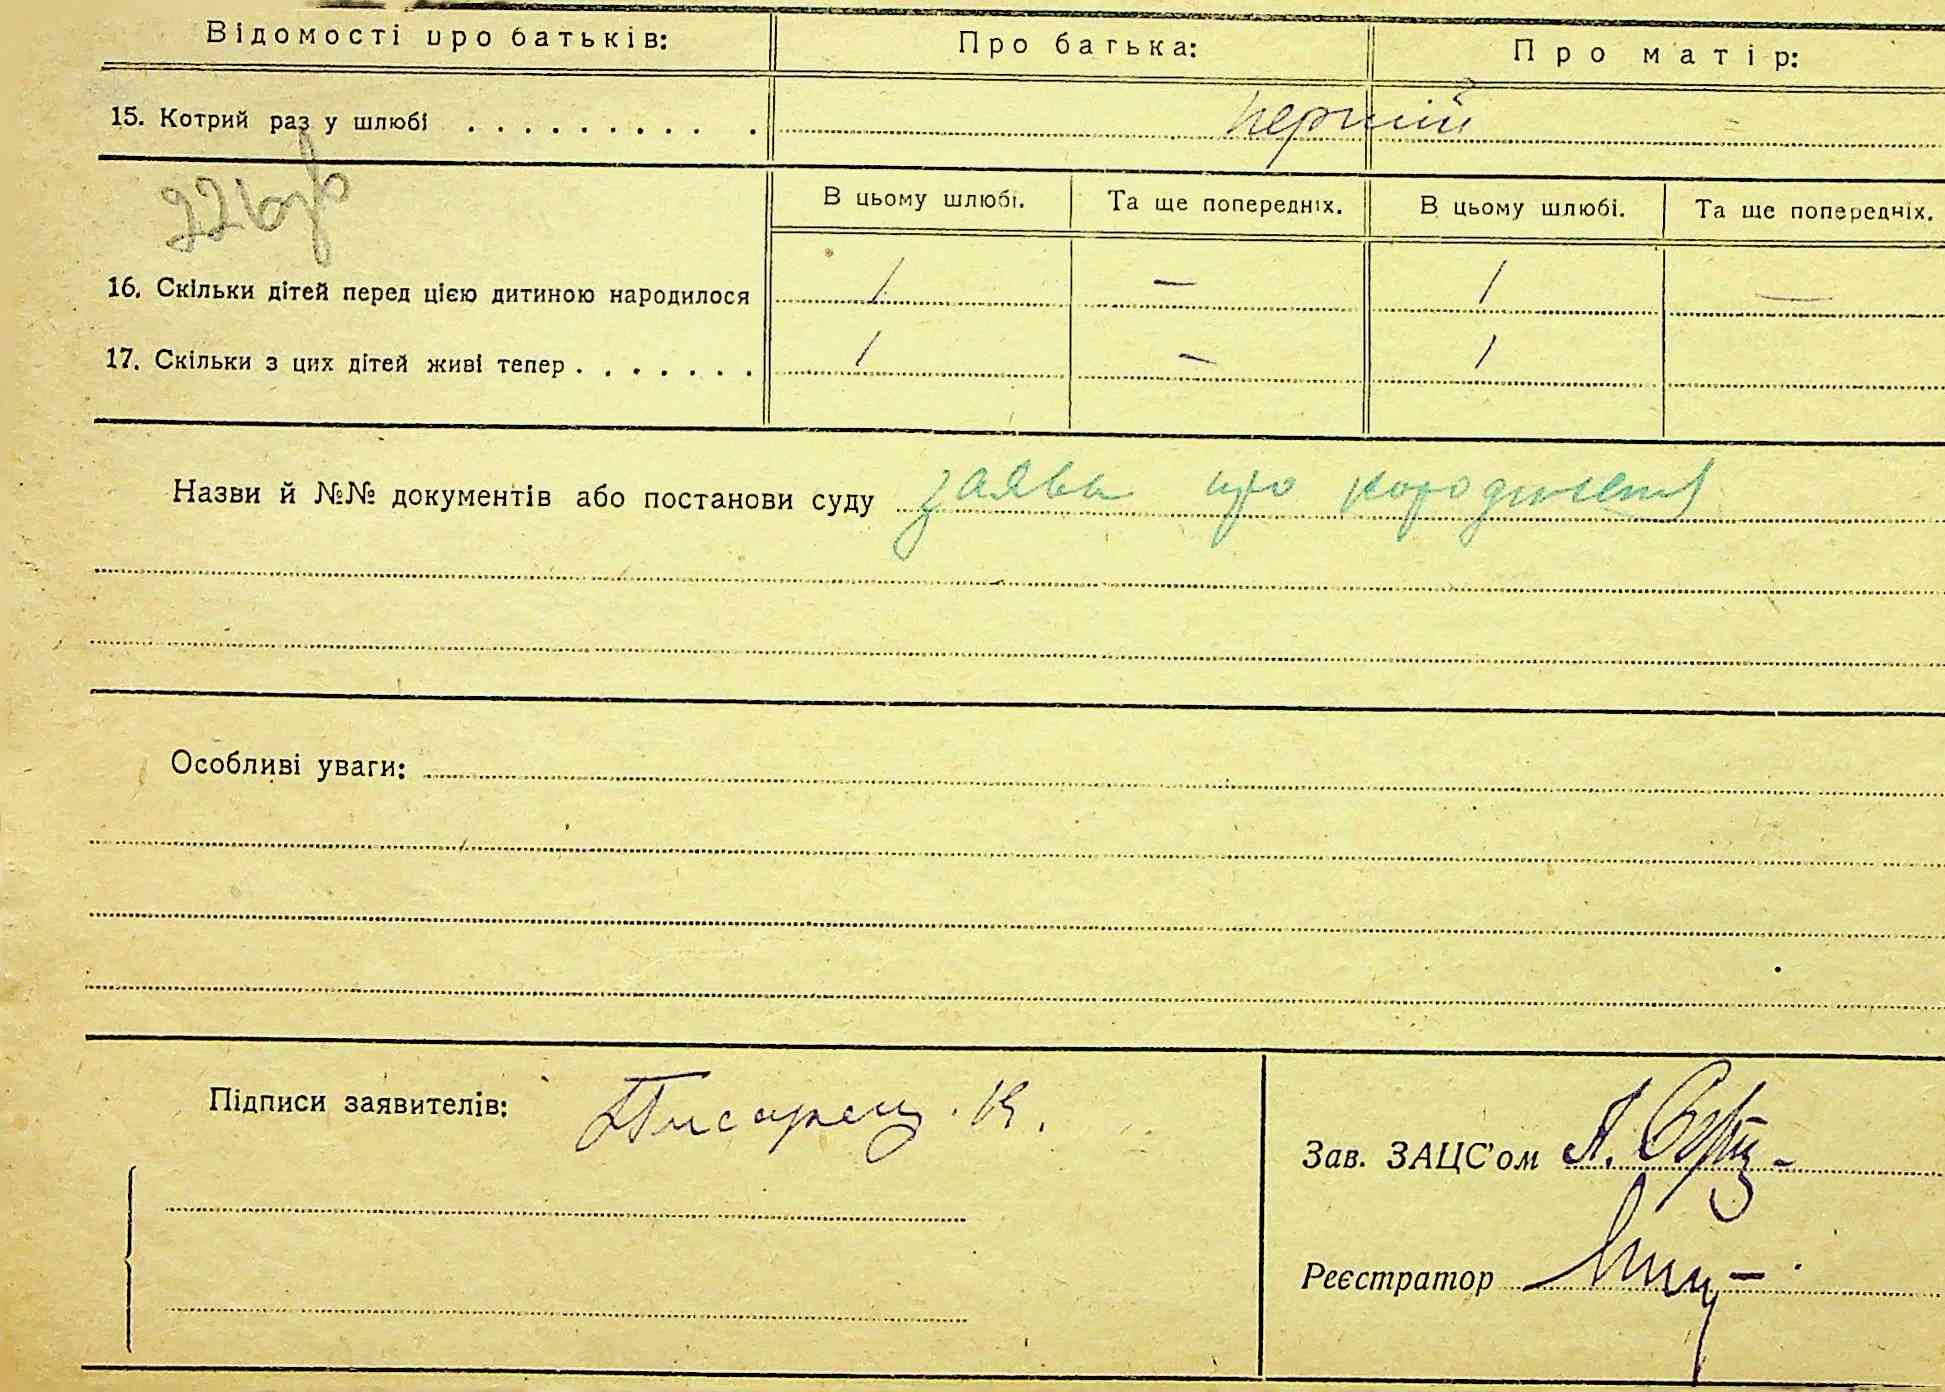 Відомості про батьків: Про батька: Про матір:
15. Котрий раз у шлюбі . . . . . . . . . . перший
В цьому шлюбі. Та ще попередніх. В цьому шлюбі. Та ще попередніх.
16. Скільки дітей перед цією дитиною народилося 1 — 1 —
17. Скільки з цих дітей живі тепер . . . . . . . 1 — 1
Назви й №№ документів або постанови суду заява про народження
Особливі уваги:
Підписи заявителів: Писарец
Зав. ЗАЦС'ом
Реєстратор